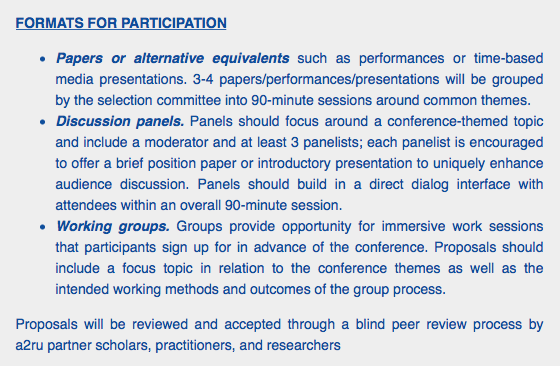 FORMATS FOR PARTICIPATION
• Papers or alternative equivalents such as performances or time-based
media presentations. 3-4 papers/performances/presentations will be grouped
by the selection committee into 90-minute sessions around common themes.
• Discussion panels. Panels should focus around a conference-themed topic
and include a moderator and at least 3 panelists; each panelist is encouraged
to offer a brief position paper or introductory presentation to uniquely enhance
audience discussion. Panels should build in a direct dialog interface with
attendees within an overall 90-minute session.
• Working groups. Groups provide opportunity for immersive work sessions
that participants sign up for in advance of the conference. Proposals should
include a focus topic in relation to the conference themes as well as the
intended working methods and outcomes of the group process.
Proposals will be reviewed and accepted through a blind peer review process by
a2ru partner scholars, practitioners, and researchers